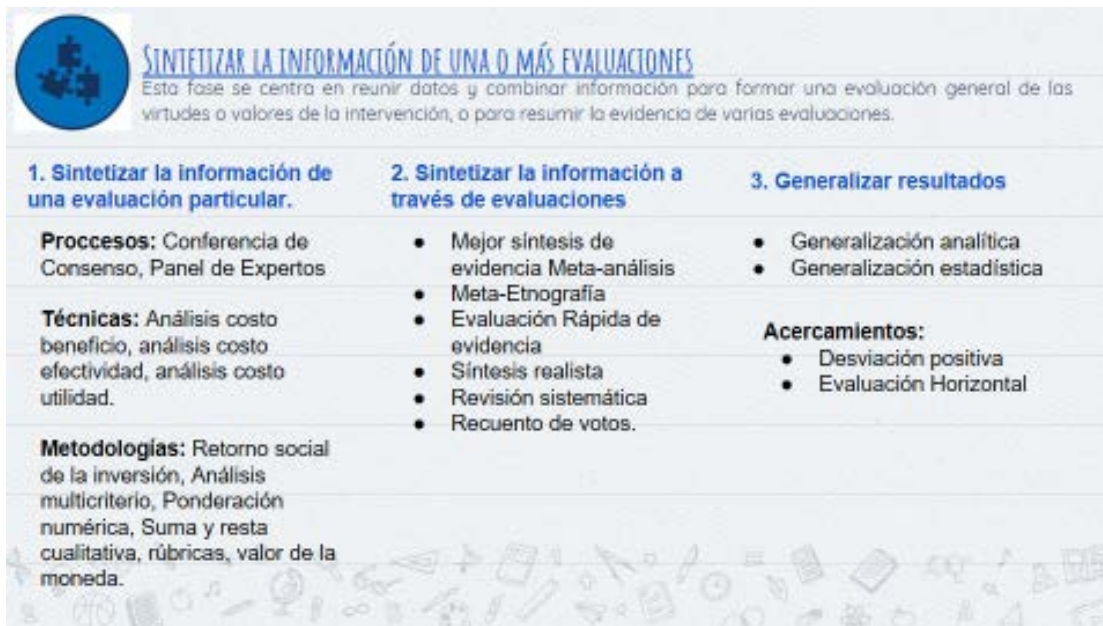 SINTETIZAR LA INFORMACIÓN DE UNA O MÁS EVALUACIONES
Esta fase se centra en reunir datos y combinar información para formar una evaluación general de las
virtudes o valores de la intervención, o para resumir la evidencia de varias evaluaciones.
1. Sintetizar la información de
una evaluación particular.
Proccesos: Conferencia de
Consenso, Panel de Expertos
Técnicas: Análisis costo
beneficio, análisis costo
efectividad, análisis costo
utilidad.
Metodologías: Retorno social
de la inversión, Análisis
multicriterio, Ponderación
numérica, Suma y resta
cualitativa, rúbricas, valor de la
moneda.
2. Sintetizar la información a
través de evaluaciones
● Mejor síntesis de
evidencia Meta-análisis
● Meta-Etnografía
● Evaluación Rápida de
evidencia
● Síntesis realista
● Revisión sistemática
● Recuento de votos.
3. Generalizar resultados
● Generalización analítica
● Generalización estadística
Acercamientos:
● Desviación positiva
● Evaluación Horizontal